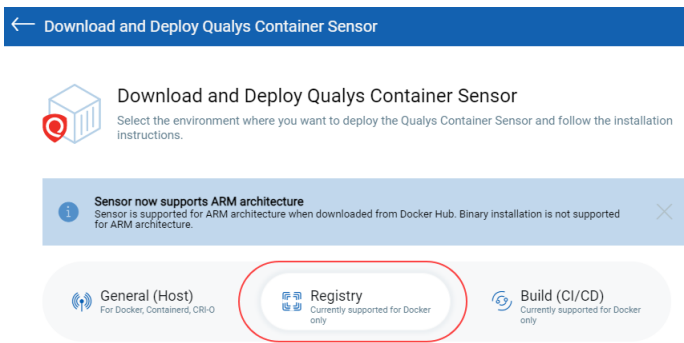 Download and Deploy Qualys Container Sensor
Download and Deploy Qualys Container Sensor
Select the environment where you want to deploy the Qualys Container Sensor and follow the installation
instructions.
Sensor now supports ARM architecture
Sensor is supported for ARM architecture when downloaded from Docker Hub. Binary installation is not supported
for ARM architecture.
General (Host)
For Docker, Containerd, CRI-O
Registry
Currently supported for Docker
only
Build (CI/CD)
Currently supported for Docker
only